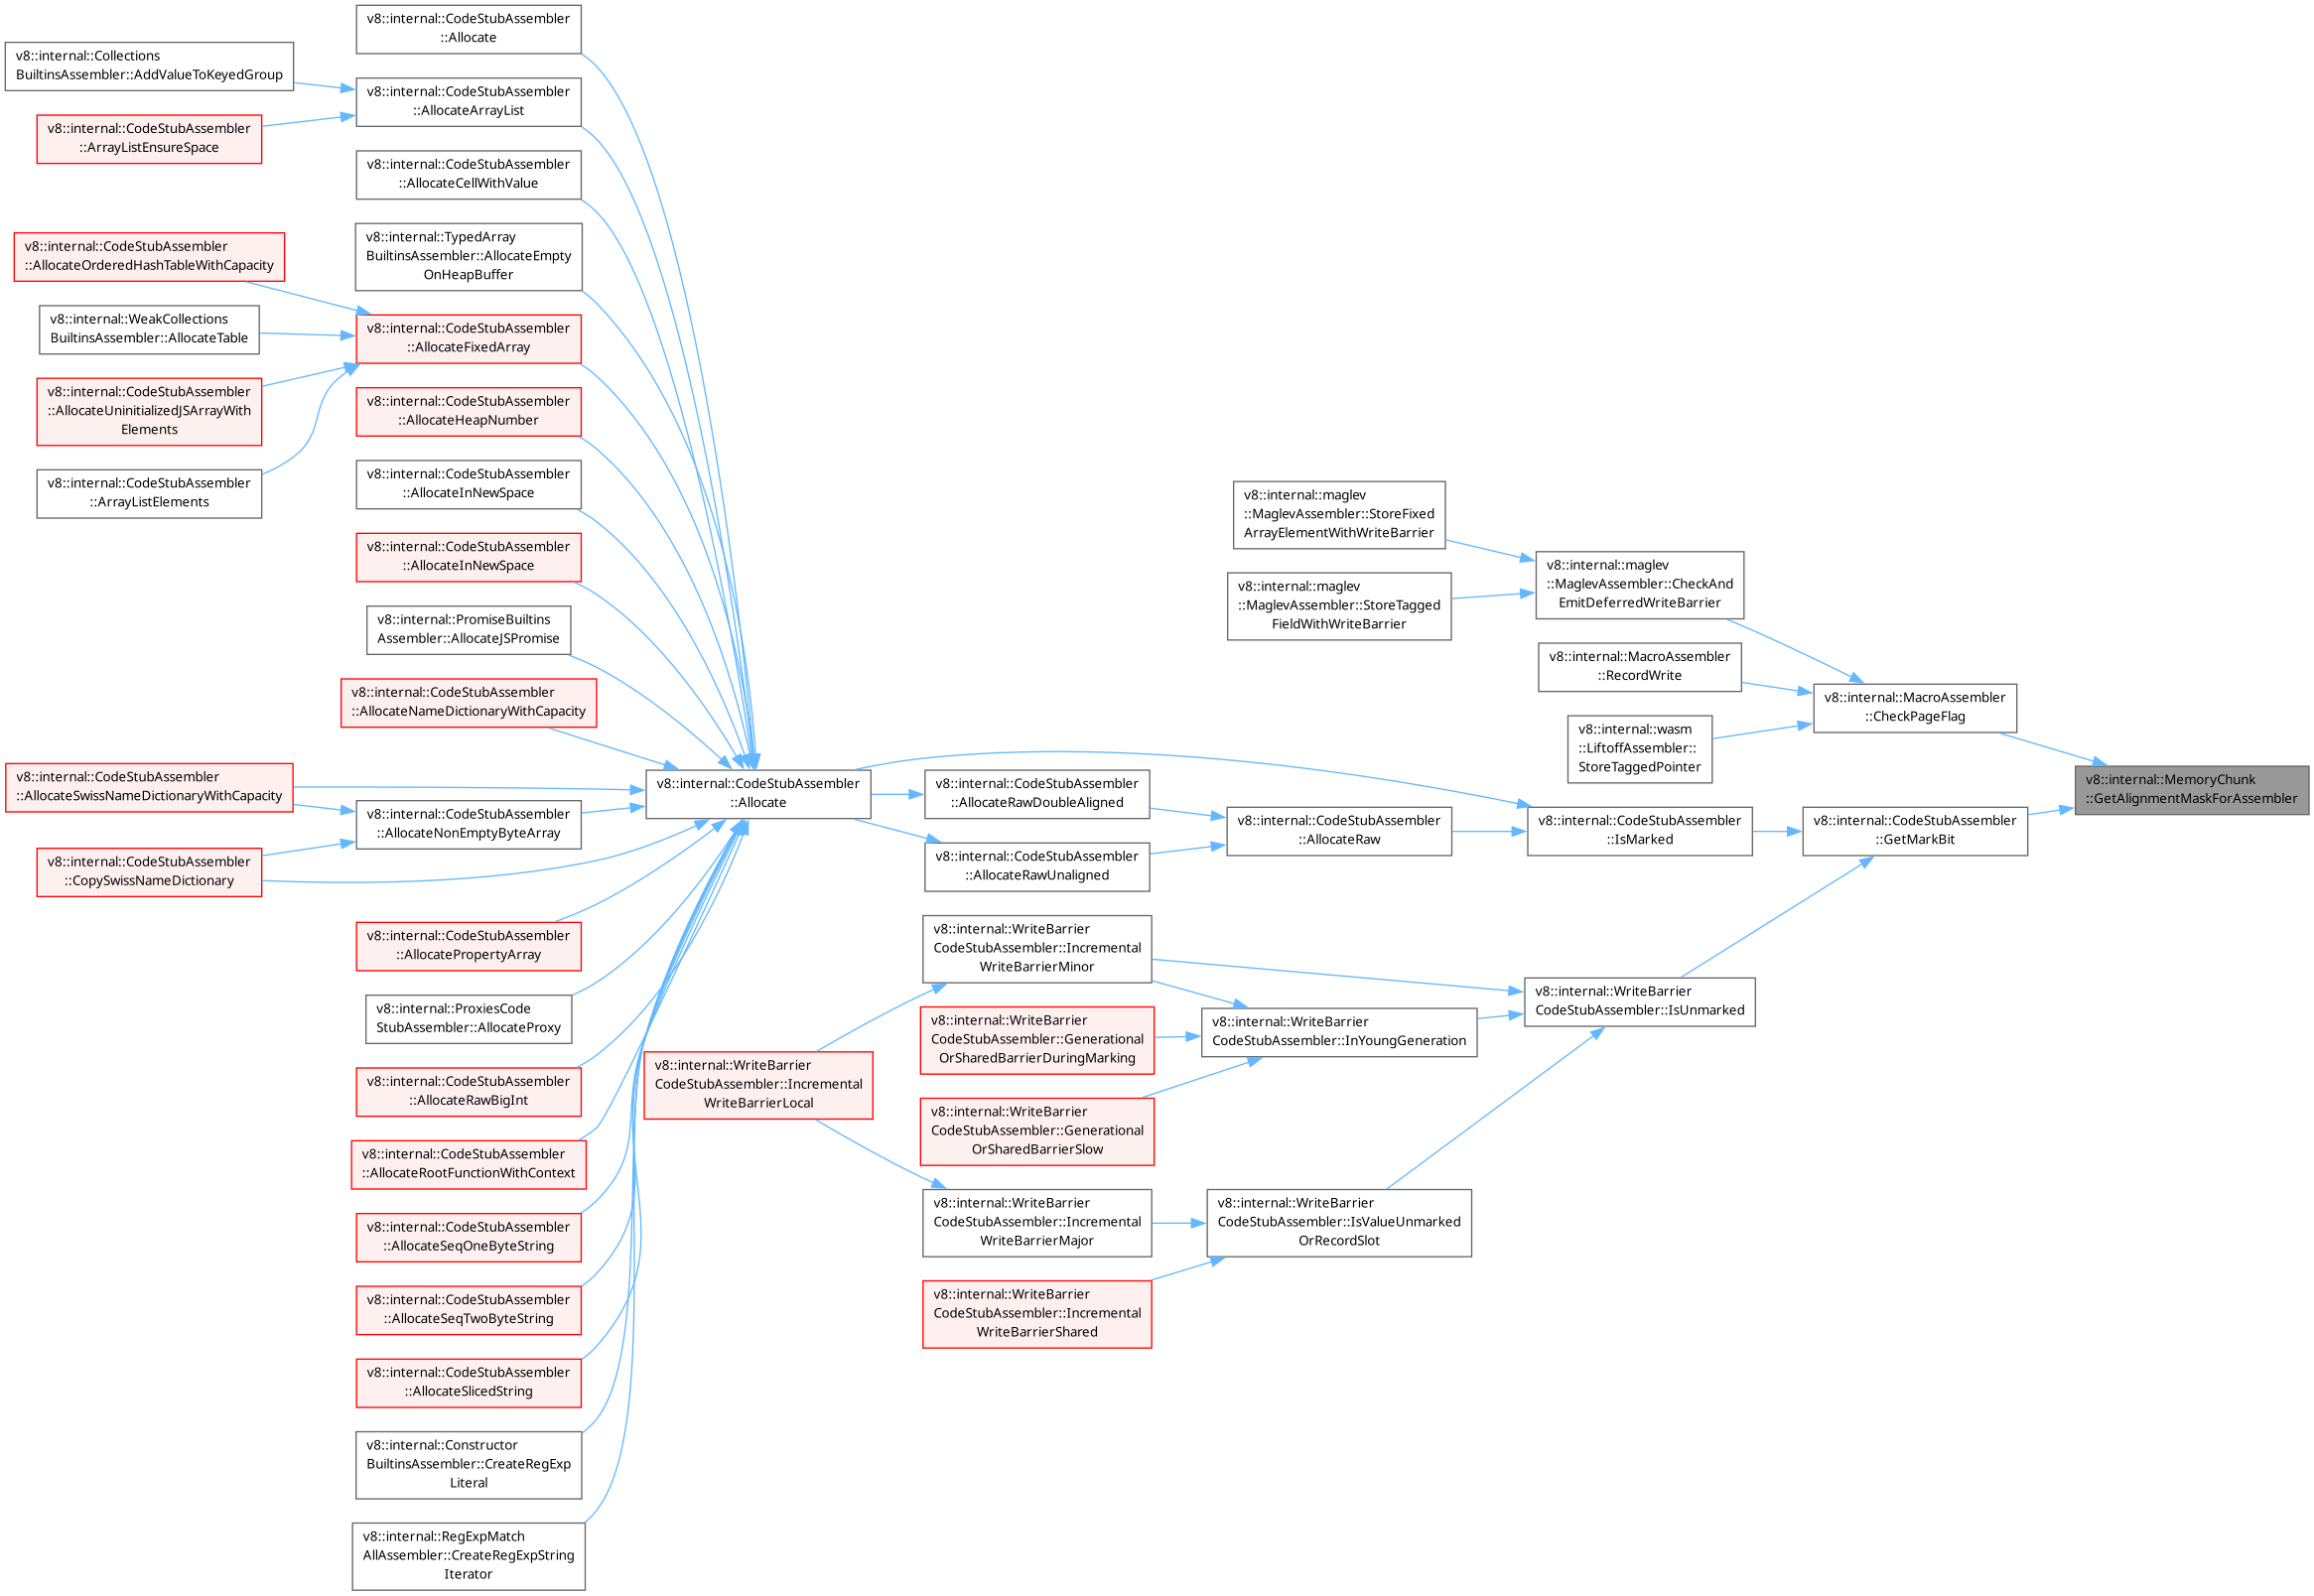 v8::internal::CodeStubAssembler
::Allocate
v8::internal::Collections
BuiltinsAssembler::AddValueToKeyedGroup
v8::internal::CodeStubAssembler
::AllocateArrayList
v8::internal::CodeStubAssembler
::ArrayListEnsureSpace
v8::internal::CodeStubAssembler
::AllocateCellWithValue
v8::internal::TypedArray
BuiltinsAssembler::AllocateEmpty
OnHeapBuffer
v8::internal::CodeStubAssembler
::AllocateOrderedHashTableWithCapacity
v8::internal::WeakCollections
BuiltinsAssembler::AllocateTable
v8::internal::CodeStubAssembler
::AllocateFixedArray
v8::internal::CodeStubAssembler
::AllocateUninitializedJSArrayWith
Elements
v8::internal::CodeStubAssembler
::AllocateHeapNumber
v8::internal::CodeStubAssembler
::ArrayListElements
v8::internal::CodeStubAssembler
::AllocateInNewSpace
v8::internal::CodeStubAssembler
::AllocateInNewSpace
v8::internal::PromiseBuiltins
Assembler::AllocateJSPromise
v8::internal::CodeStubAssembler
::AllocateNameDictionaryWithCapacity
v8::internal::CodeStubAssembler
::AllocateSwissNameDictionaryWithCapacity
v8::internal::CodeStubAssembler
::AllocateNonEmptyByteArray
v8::internal::CodeStubAssembler
::CopySwissNameDictionary
v8::internal::CodeStubAssembler
::AllocatePropertyArray
v8::internal::ProxiesCode
StubAssembler::AllocateProxy
v8::internal::CodeStubAssembler
::AllocateRawBigInt
v8::internal::CodeStubAssembler
::AllocateRootFunctionWithContext
v8::internal::CodeStubAssembler
::AllocateSeqOneByteString
v8::internal::CodeStubAssembler
::AllocateSeqTwoByteString
v8::internal::CodeStubAssembler
::AllocateSlicedString
v8::internal::Constructor
BuiltinsAssembler::CreateRegExp
Literal
v8::internal::RegExpMatch
AllAssembler::CreateRegExpString
Iterator
v8::internal::CodeStubAssembler
::Allocate
v8::internal::WriteBarrier
CodeStubAssembler::Incremental
WriteBarrierLocal
v8::internal::CodeStubAssembler
::AllocateRawDoubleAligned
v8::internal::CodeStubAssembler
::AllocateRawUnaligned
v8::internal::WriteBarrier
CodeStubAssembler::Incremental
WriteBarrierMinor
v8::internal::WriteBarrier
CodeStubAssembler::Generational
OrSharedBarrierDuringMarking
v8::internal::WriteBarrier
CodeStubAssembler::Generational
OrSharedBarrierSlow
v8::internal::WriteBarrier
CodeStubAssembler::Incremental
WriteBarrierMajor
v8::internal::WriteBarrier
CodeStubAssembler::Incremental
WriteBarrierShared
v8::internal::maglev
::MaglevAssembler::StoreFixed
ArrayElementWithWriteBarrier
v8::internal::maglev
::MaglevAssembler::StoreTagged
FieldWithWriteBarrier
v8::internal::CodeStubAssembler
::AllocateRaw
v8::internal::WriteBarrier
CodeStubAssembler::InYoungGeneration
v8::internal::WriteBarrier
CodeStubAssembler::IsValueUnmarked
OrRecordSlot
v8::internal::maglev
::MaglevAssembler::CheckAnd
EmitDeferredWriteBarrier
v8::internal::MacroAssembler
::RecordWrite
v8::internal::wasm
::LiftoffAssembler::
StoreTaggedPointer
v8::internal::CodeStubAssembler
::IsMarked
v8::internal::WriteBarrier
CodeStubAssembler::IsUnmarked
v8::internal::MacroAssembler
::CheckPageFlag
v8::internal::CodeStubAssembler
::GetMarkBit
v8::internal::MemoryChunk
::GetAlignmentMaskForAssembler